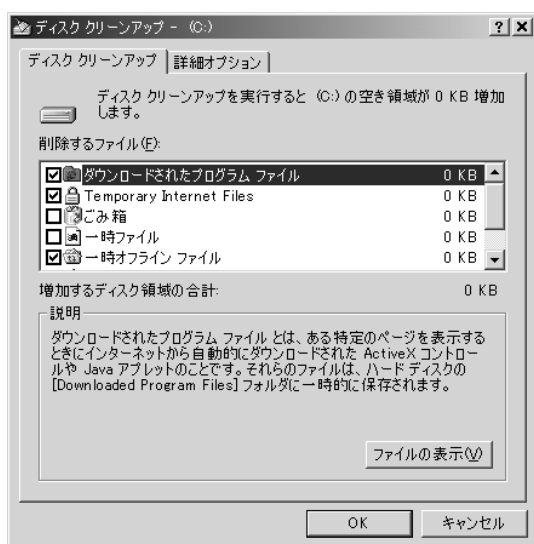 ディスク クリーンアップ - (C:)
ディスク クリーンアップ 詳細オプション
ディスク クリーンアップを実行すると (C:) の空き領域が 0 KB 増加
します。
削除するファイル(F):
ダウンロードされたプログラム ファイル 0 KB
Temporary Internet Files 0 KB
ごみ箱 0 KB
一時ファイル 0 KB
一時オフライン ファイル 0 KB
増加するディスク領域の合計: 0 KB
説明
ダウンロードされたプログラム ファイル とは、ある特定のページを表示する
ときにインターネットから自動的にダウンロードされた ActiveX コントロー
ルや Java アプレットのことです。それらのファイルは、ハード ディスクの
[Downloaded Program Files] フォルダに一時的に保存されます。
ファイルの表示(V)
OK キャンセル